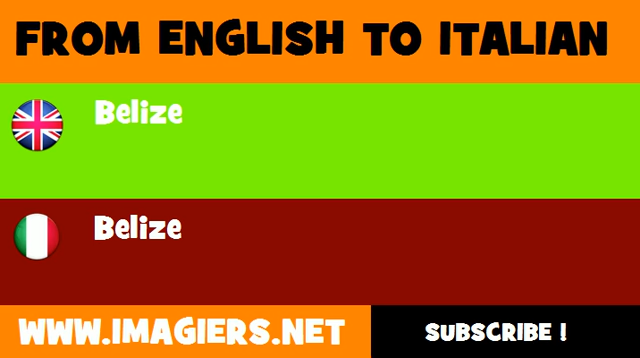 FROM ENGLISH TO ITALIAN
Belize
Belize
WWW.IMAGIERS.NET
SUBSCRIBE !